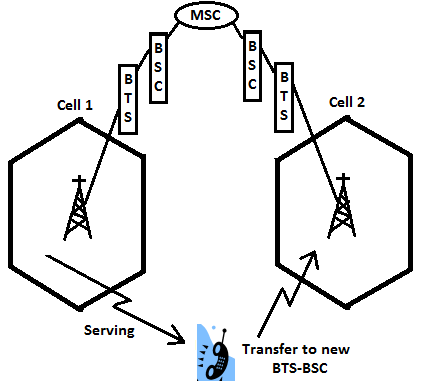 MSC
BSC
BSC
BTS
BTS
Cell 1
Cell 2
Serving
Transfer to new
BTS-BSC